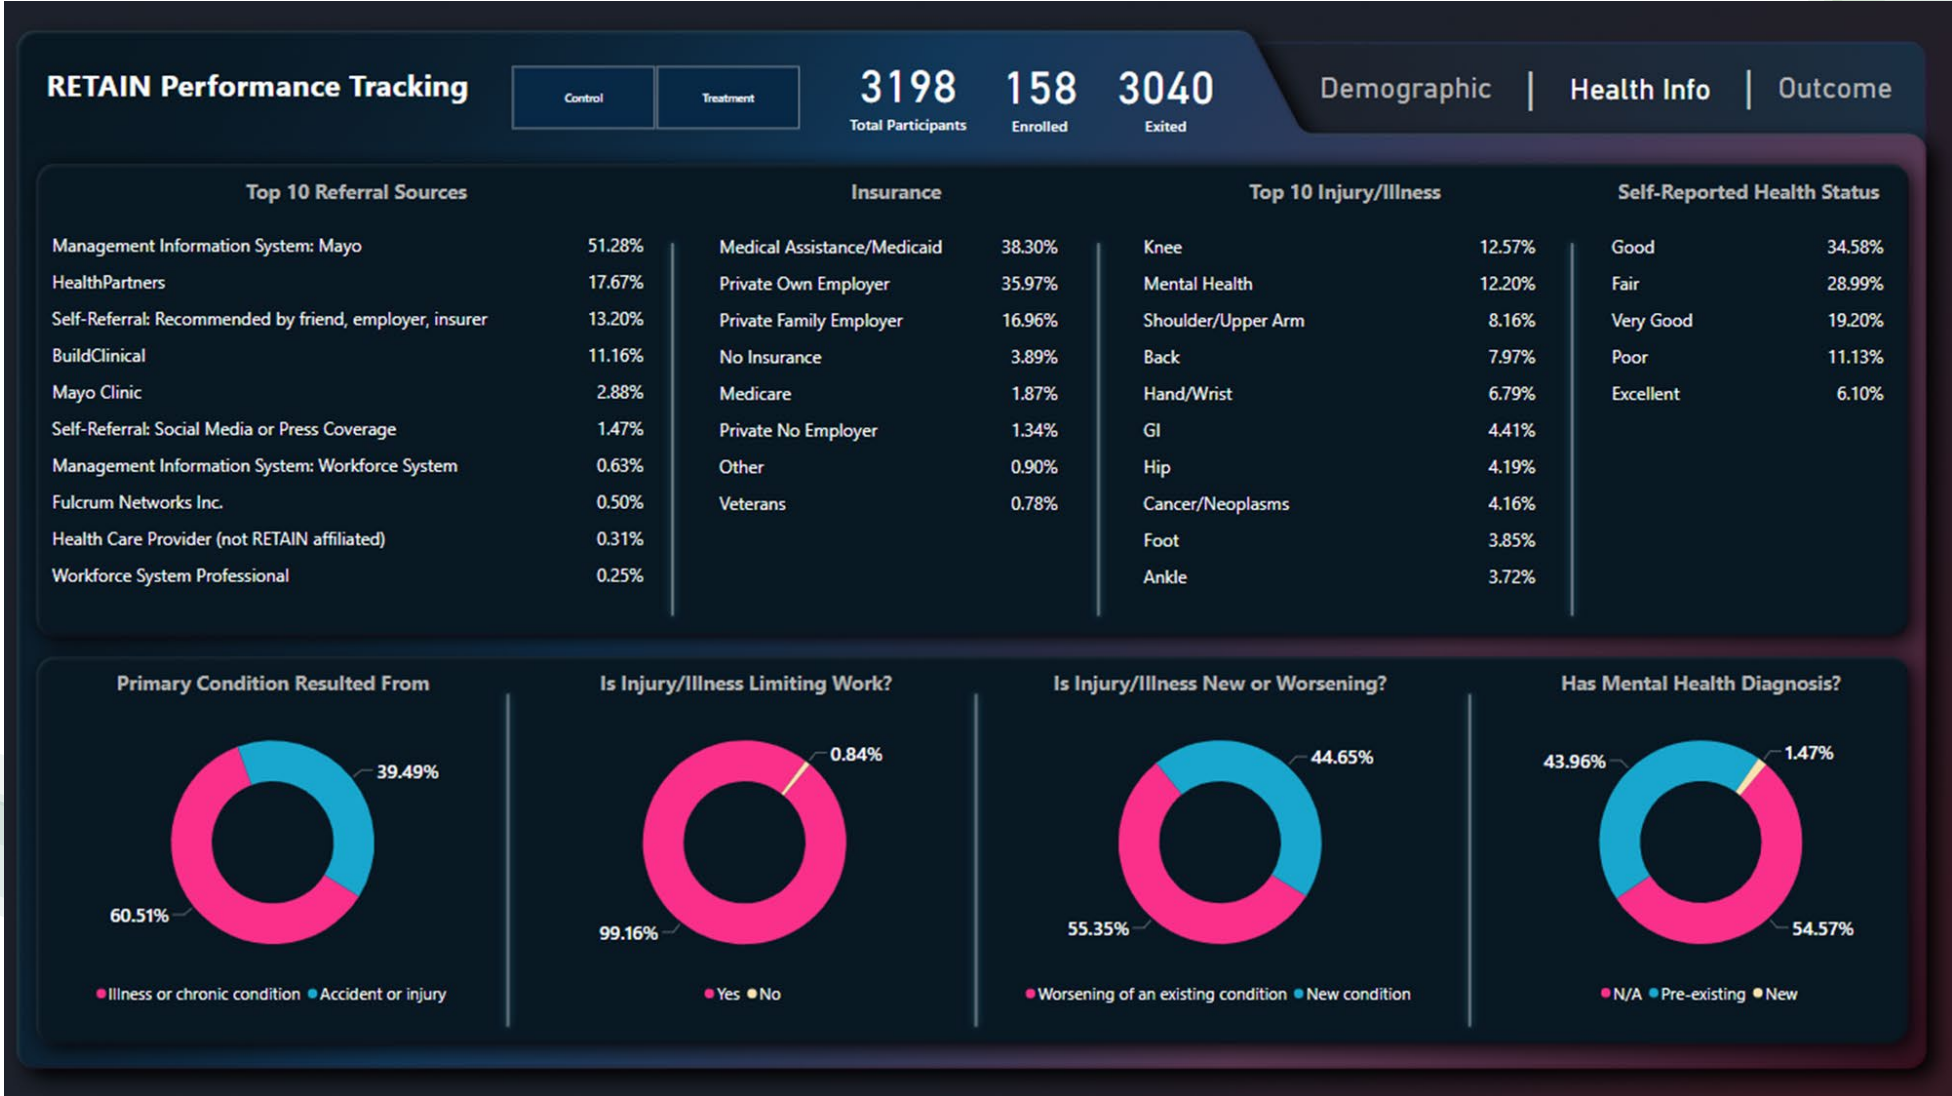 RETAIN Performance Tracking
Control
Treatment
3198
Total Participants
158
Enrolled
3040
Exited
Demographic | Health Info | Outcome
Top 10 Referral Sources
Management Information System: Mayo 51.28%
HealthPartners 17.67%
Self-Referral: Recommended by friend, employer, insurer 13.20%
BuildClinical 11.16%
Mayo Clinic 2.88%
Self-Referral: Social Media or Press Coverage 1.47%
Management Information System: Workforce System 0.63%
Fulcrum Networks Inc. 0.50%
Health Care Provider (not RETAIN affiliated) 0.31%
Workforce System Professional 0.25%
Insurance
Medical Assistance/Medicaid 38.30%
Private Own Employer 35.97%
Private Family Employer 16.96%
No Insurance 3.89%
Medicare 1.87%
Private No Employer 1.34%
Other 0.90%
Veterans 0.78%
Top 10 Injury/Illness
Knee 12.57%
Mental Health 12.20%
Shoulder/Upper Arm 8.16%
Back 7.97%
Hand/Wrist 6.79%
GI 4.41%
Hip 4.19%
Cancer/Neoplasms 4.16%
Foot 3.85%
Ankle 3.72%
Self-Reported Health Status
Good 34.58%
Fair 28.99%
Very Good 19.20%
Poor 11.13%
Excellent 6.10%
Primary Condition Resulted From
39.49%
60.51%
Illness or chronic condition Accident or injury
Is Injury/Illness Limiting Work?
0.84%
99.16%
Yes No
Is Injury/Illness New or Worsening?
44.65%
55.35%
Worsening of an existing condition New condition
Has Mental Health Diagnosis?
1.47%
43.96%
54.57%
N/A Pre-existing New